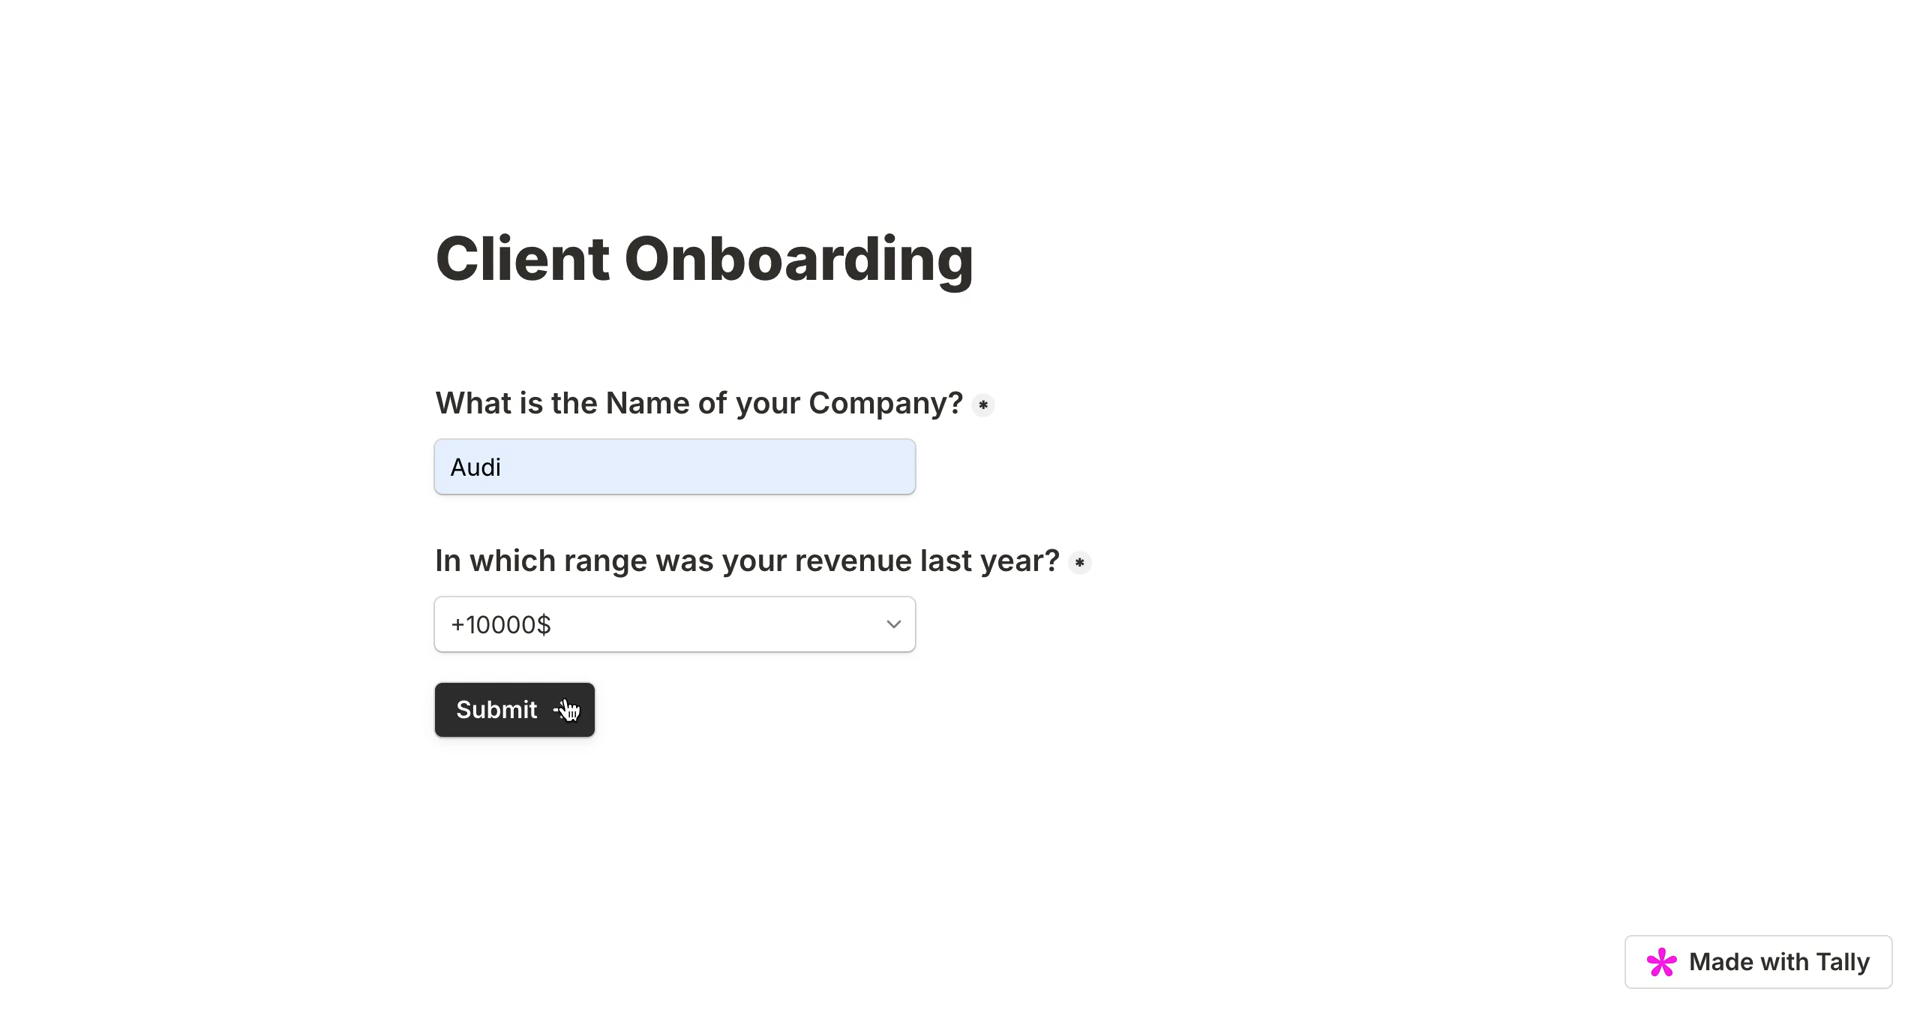 Client Onboarding
What is the Name of your Company? *
Audi
In which range was your revenue last year? *
+10000$
Submit
Made with Tally